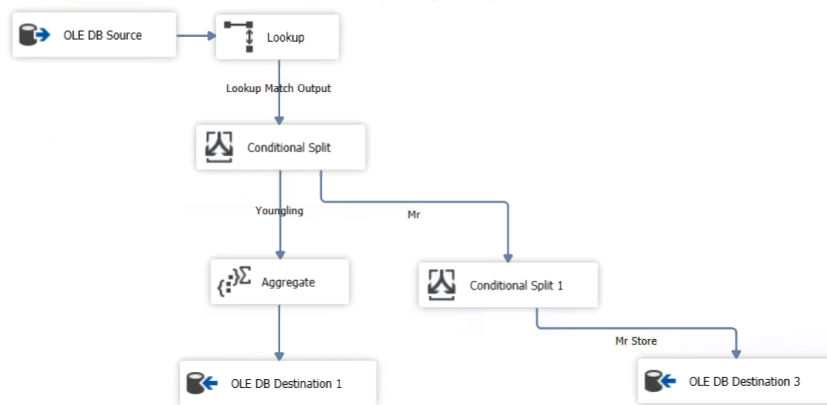 OLE DB Source
Lookup
Lookup Match Output
Conditional Split
Youngling
Mr
Aggregate
Conditional Split 1
Mr Store
OLE DB Destination 1
OLE DB Destination 3